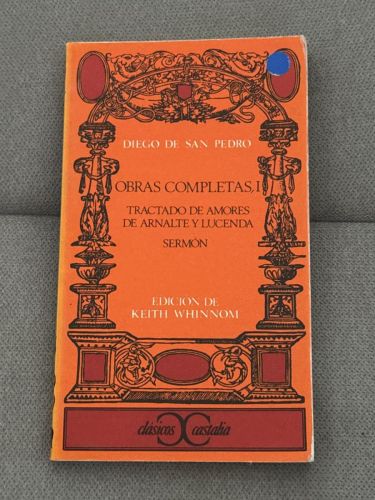 DIEGO DE SAN PEDRO
OBRAS COMPLETAS, I
TRACTADO DE AMORES
DE ARNALTE Y LUCENDA
SERMÓN
EDICIÓN DE
KEITH WHINNOM
clásicos castalia